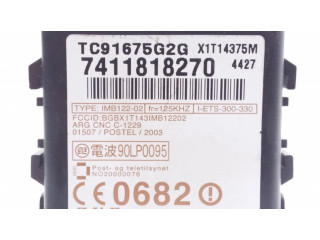 TC91675G2G X1T14375M
7411818270 4427
TYPE: IMB122-02 fr=125KHZ I-ETS-300-330
FCCID:BGBX1T143IMB12202
ARG CNC C-1229
01507 / POSTEL / 2003
電波90LP0095
Post- og teletilsynet
NO20000076
CE0682